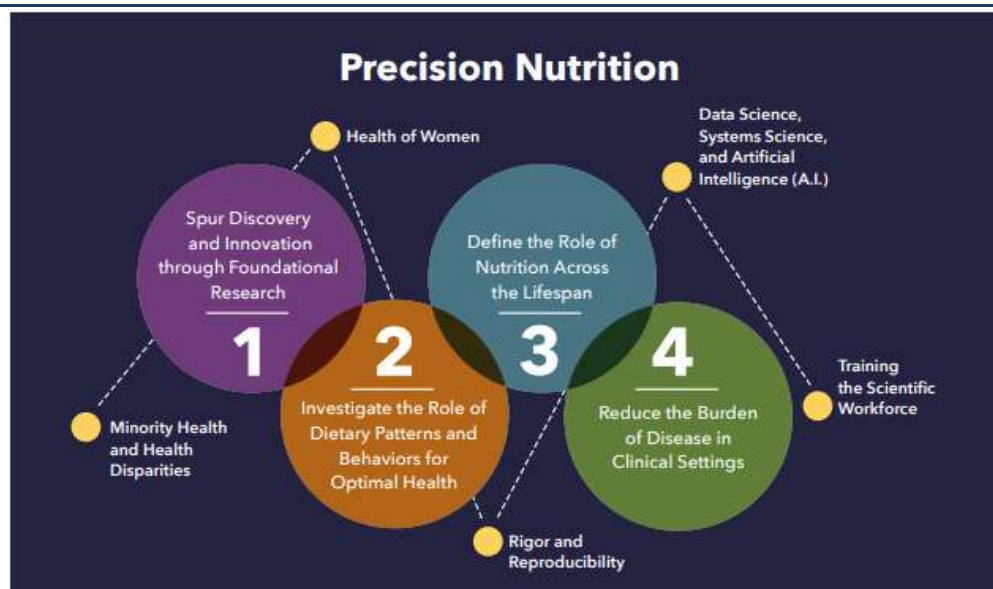 Precision Nutrition
Health of Women
Data Science,
Systems Science,
and Artificial
Intelligence (A.I.)
Spur Discovery
and Innovation
through Foundational
Research
1
Define the Role of
Nutrition Across
the Lifespan
3
2
Investigate the Role of
Dietary Patterns and
Behaviors for
Optimal Health
4
Reduce the Burden
of Disease in
Clinical Settings
Training
the Scientific
Workforce
Minority Health
and Health
Disparities
Rigor and
Reproducibility